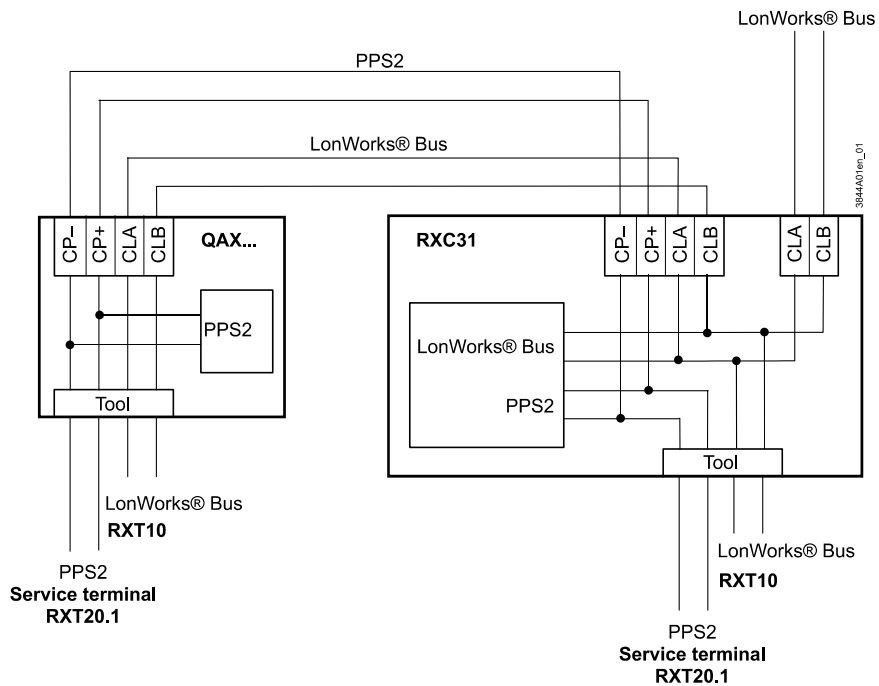 LonWorks® Bus
PPS2
LonWorks® Bus
3844A01en_01
CP–
CP+
CLA
CLB
QAX...
RXC31
CP–
CP+
CLA
CLB
CLA
CLB
PPS2
LonWorks® Bus
PPS2
Tool
Tool
LonWorks® Bus
RXT10
PPS2
Service terminal
RXT20.1
LonWorks® Bus
RXT10
PPS2
Service terminal
RXT20.1